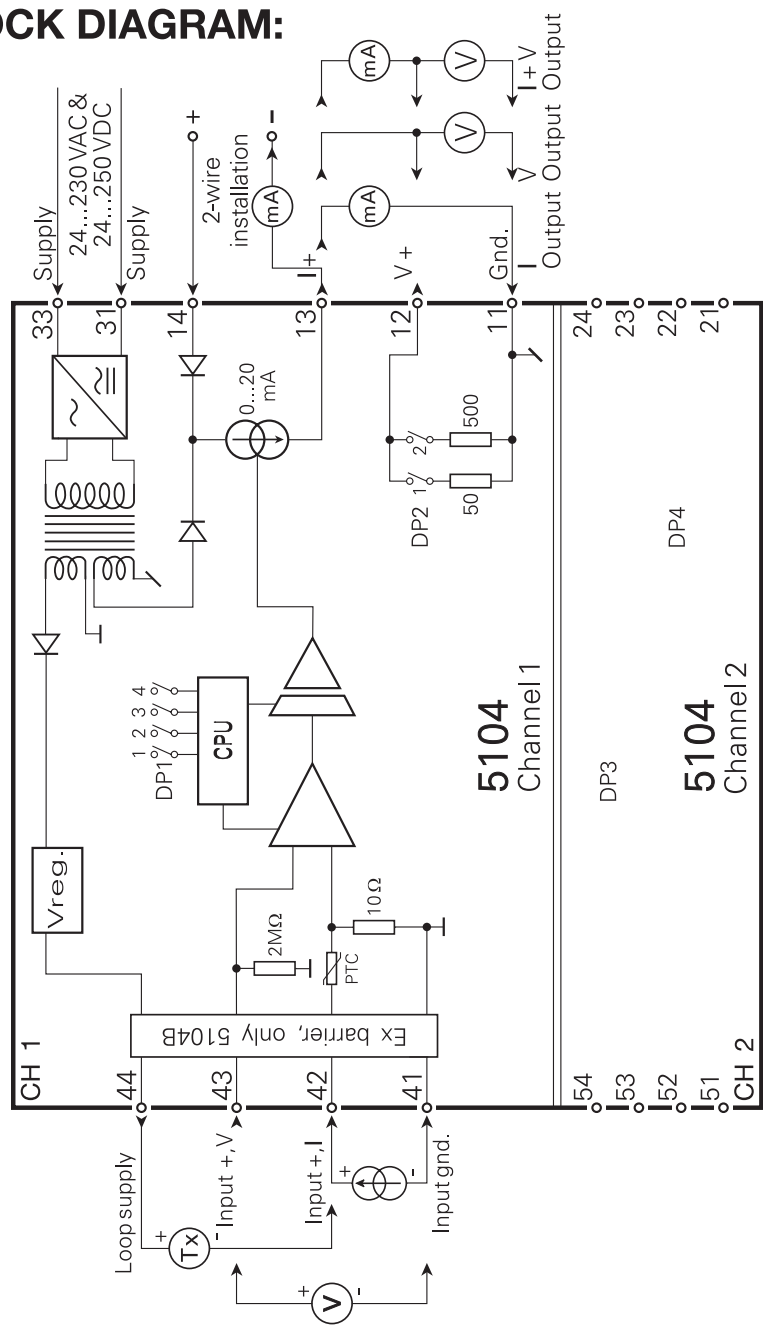 OCK DIAGRAM:
Supply
24...230 VAC &
24...250 VDC
Supply
+
2-wire
installation
-
mA
I+
V +
Gnd.
mA
V
mA
V
I Output
V Output
I + V Output
33
31
14
13
12
11
24
23
22
21
0...20
mA
DP2
1
2
50
500
DP4
DP1
1 2 3 4
CPU
5104
Channel 1
DP3
5104
Channel 2
Vreg.
2MΩ
PTC
10Ω
Ex barrier, only 5104B
CH 1
44
43
42
41
54
53
52
51
CH 2
Loop supply
+
Tx
-
Input +, V
Input +, I
+
-
Input gnd.
+
V
-